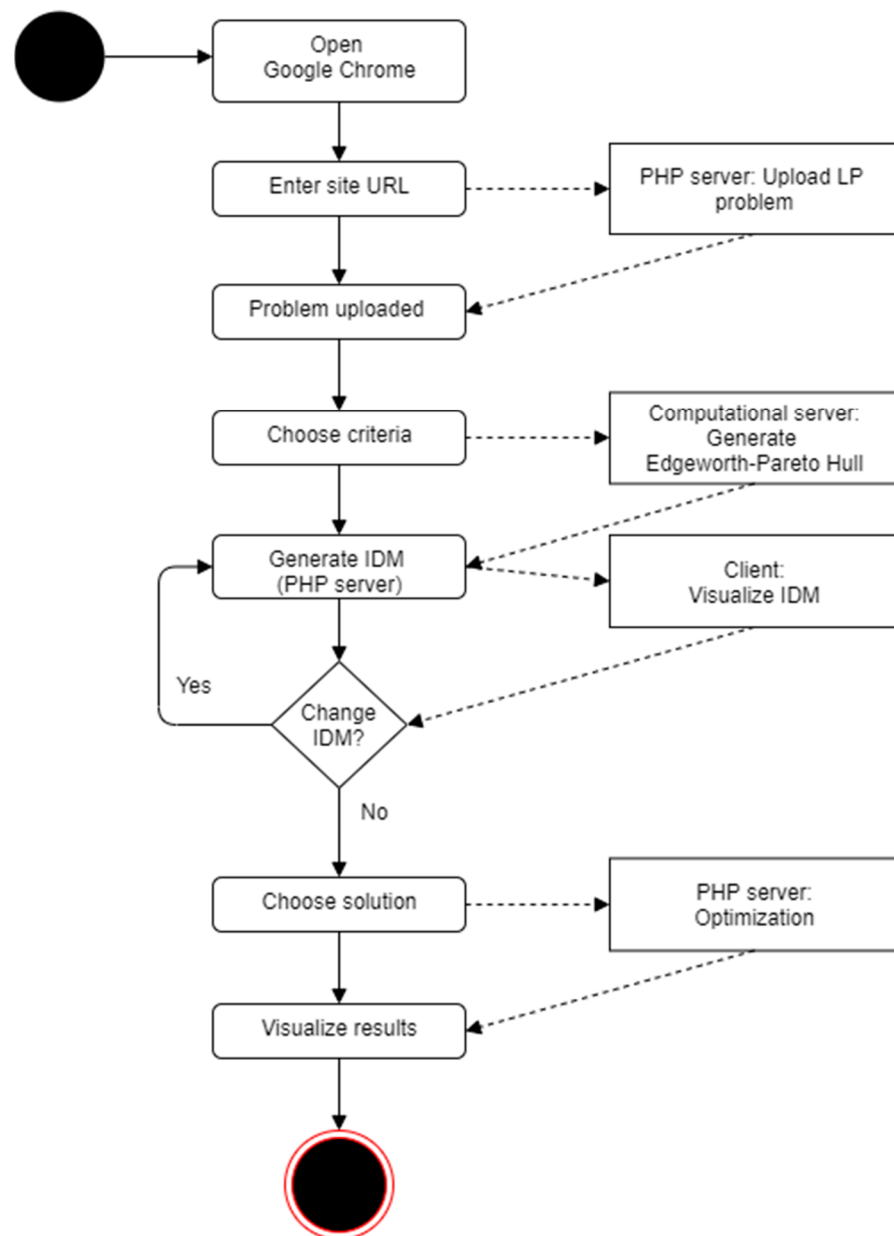 Open
Google Chrome
Enter site URL
PHP server: Upload LP
problem
Problem uploaded
Choose criteria
Computational server:
Generate
Edgeworth-Pareto Hull
Generate IDM
(PHP server)
Client:
Visualize IDM
Yes
Change
IDM?
No
Choose solution
PHP server:
Optimization
Visualize results